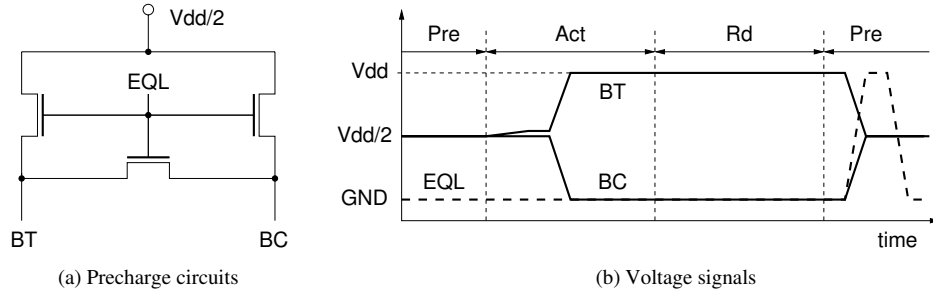 Vdd/2
EQL
BT
BC
(a) Precharge circuits
Pre
Act
Rd
Pre
Vdd
BT
Vdd/2
EQL
BC
GND
time
(b) Voltage signals